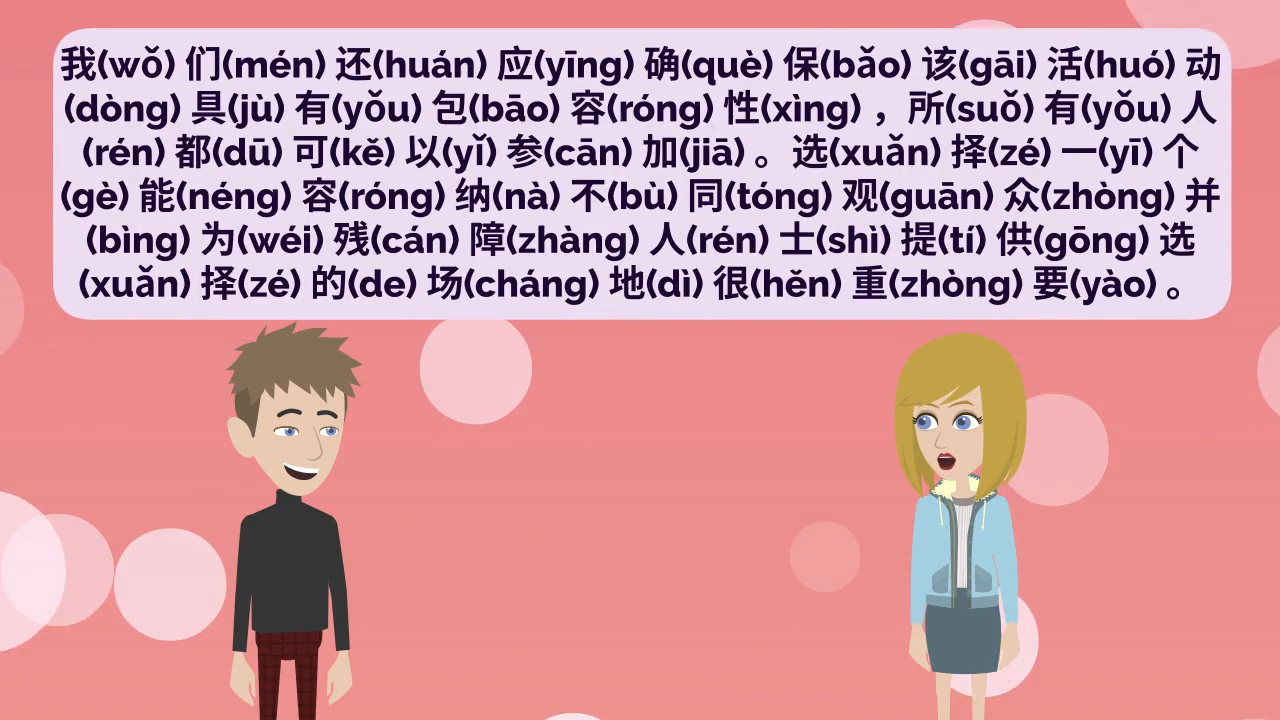 我(wǒ) 们(mén) 还(huán) 应(yīng) 确(què) 保(bǎo) 该(gāi) 活(huó) 动
(dòng) 具(jù) 有(yǒu) 包(bāo) 容(róng) 性(xìng) ，所(suǒ) 有(yǒu) 人
(rén) 都(dū) 可(kě) 以(yǐ) 参(cān) 加(jiā) 。选(xuǎn) 择(zé) 一(yī) 个
(gè) 能(néng) 容(róng) 纳(nà) 不(bù) 同(tóng) 观(guān) 众(zhòng) 并
(bìng) 为(wéi) 残(cán) 障(zhàng) 人(rén) 士(shì) 提(tí) 供(gōng) 选
(xuǎn) 择(zé) 的(de) 场(cháng) 地(dì) 很(hěn) 重(zhòng) 要(yào) 。